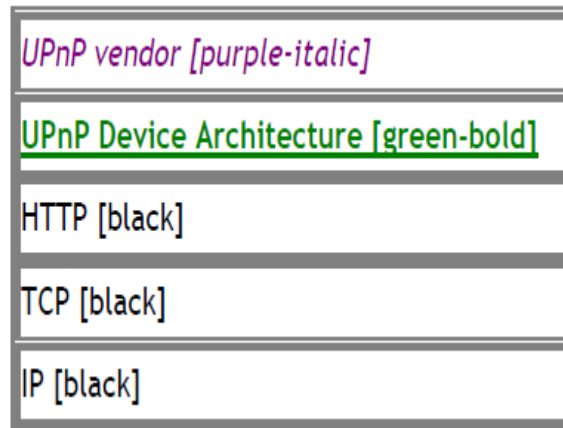 UPnP vendor [purple-italic]
UPnP Device Architecture [green-bold]
HTTP [black]
TCP [black]
IP [black]